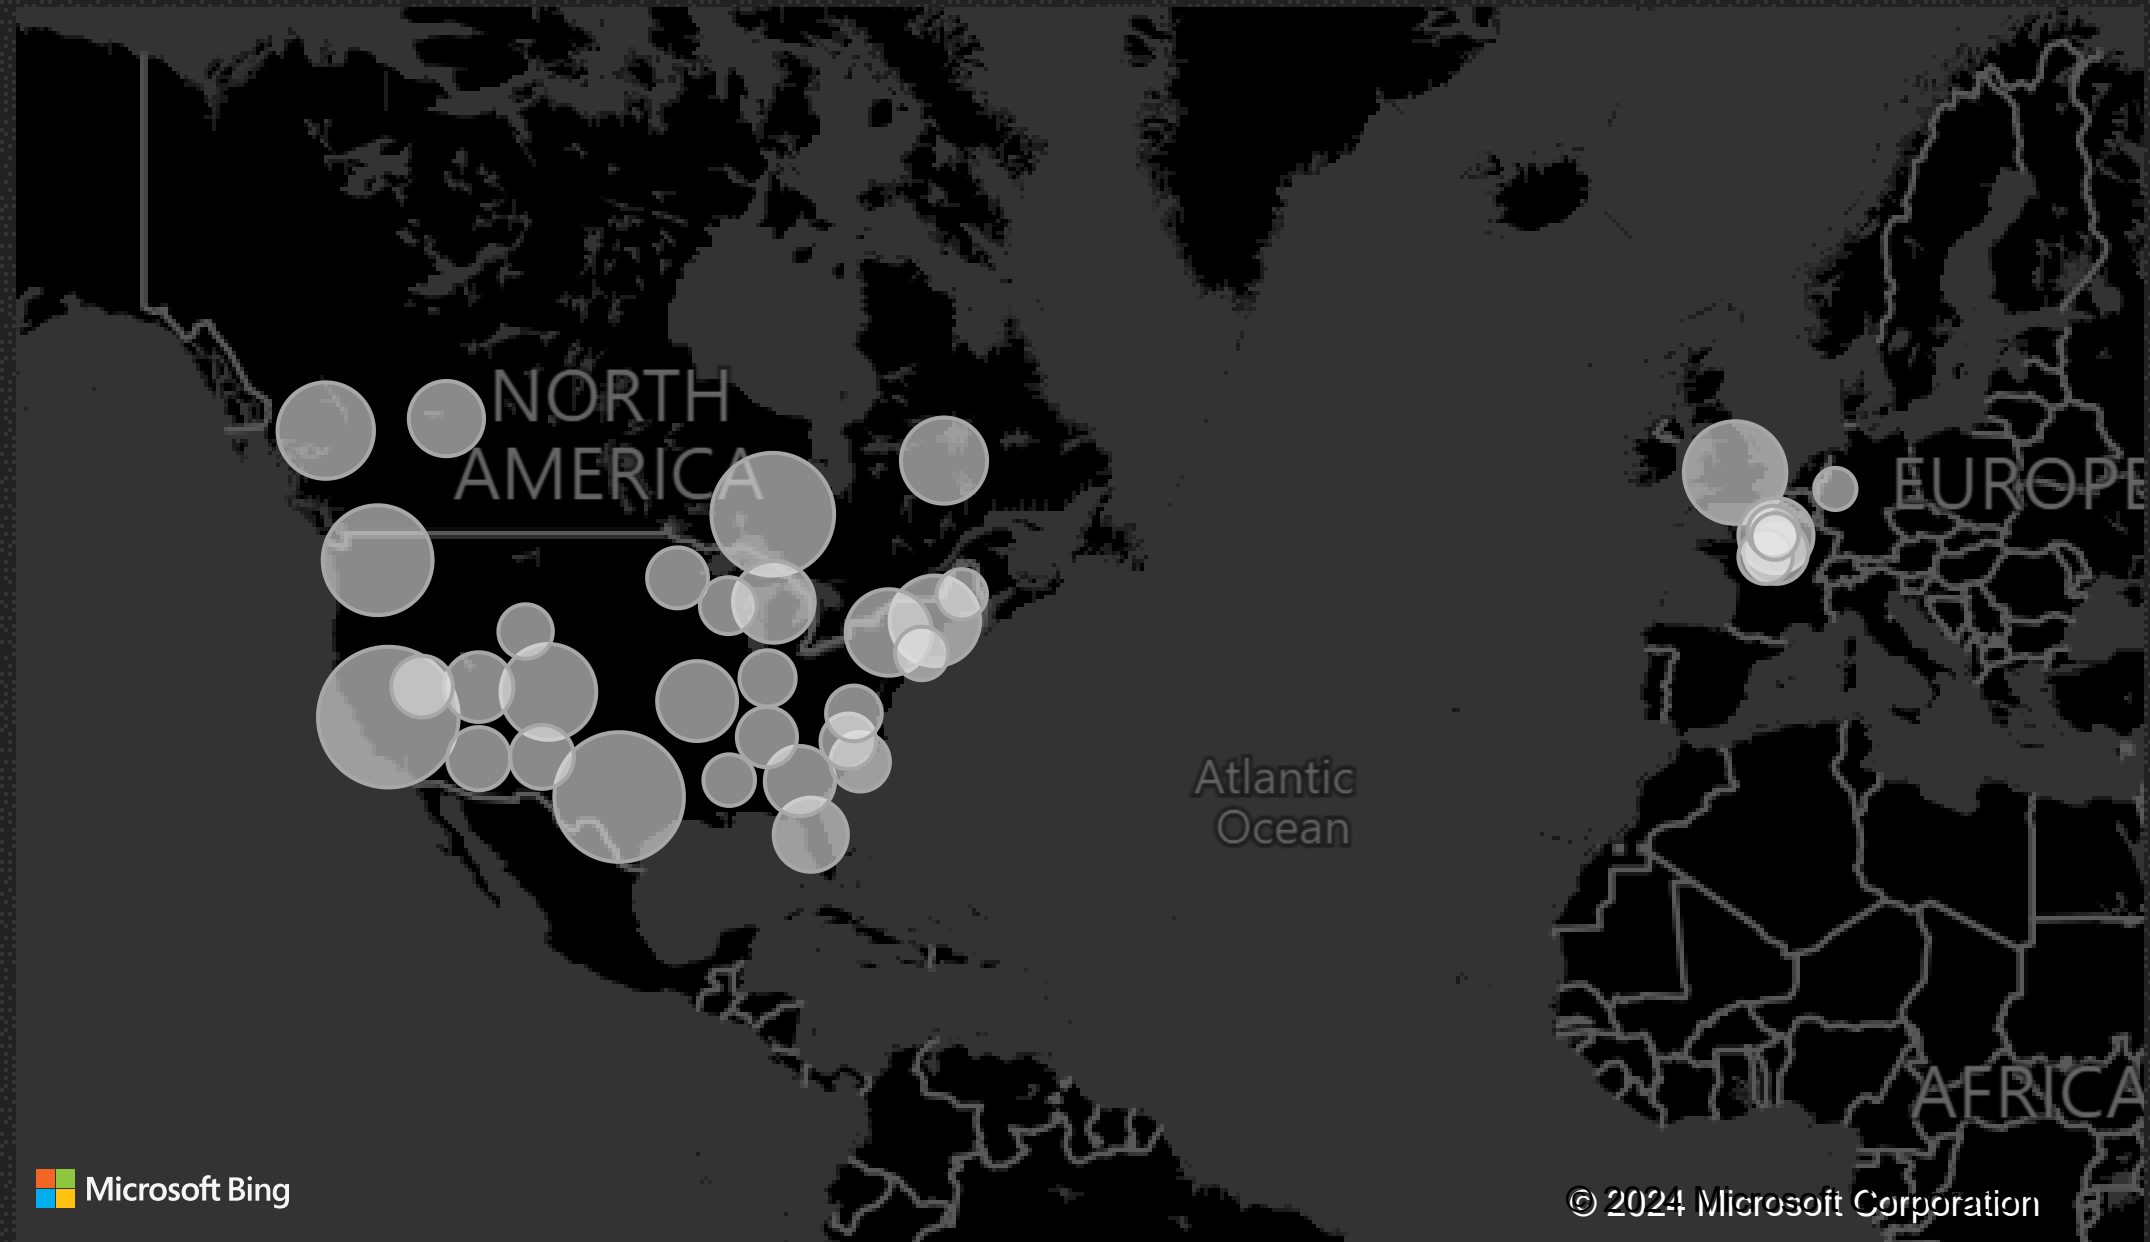 NORTH
AMERICA
EUROPE
Atlantic
Ocean
AFRICA
Microsoft Bing
© 2024 Microsoft Corporation